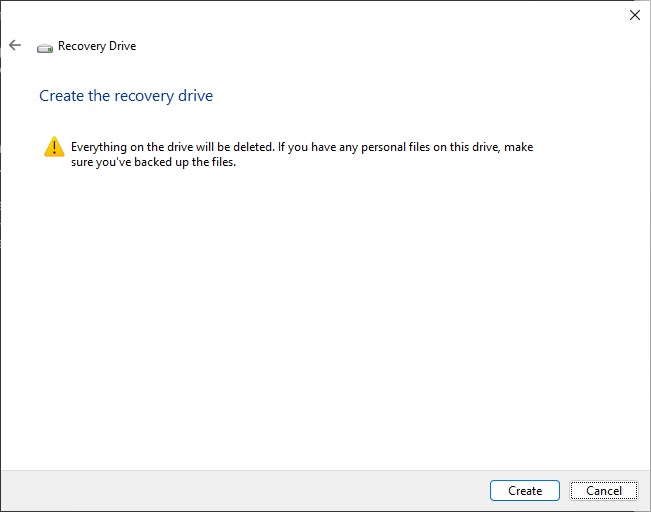 Recovery Drive
Create the recovery drive
Everything on the drive will be deleted. If you have any personal files on this drive, make
sure you've backed up the files.
Create
Cancel